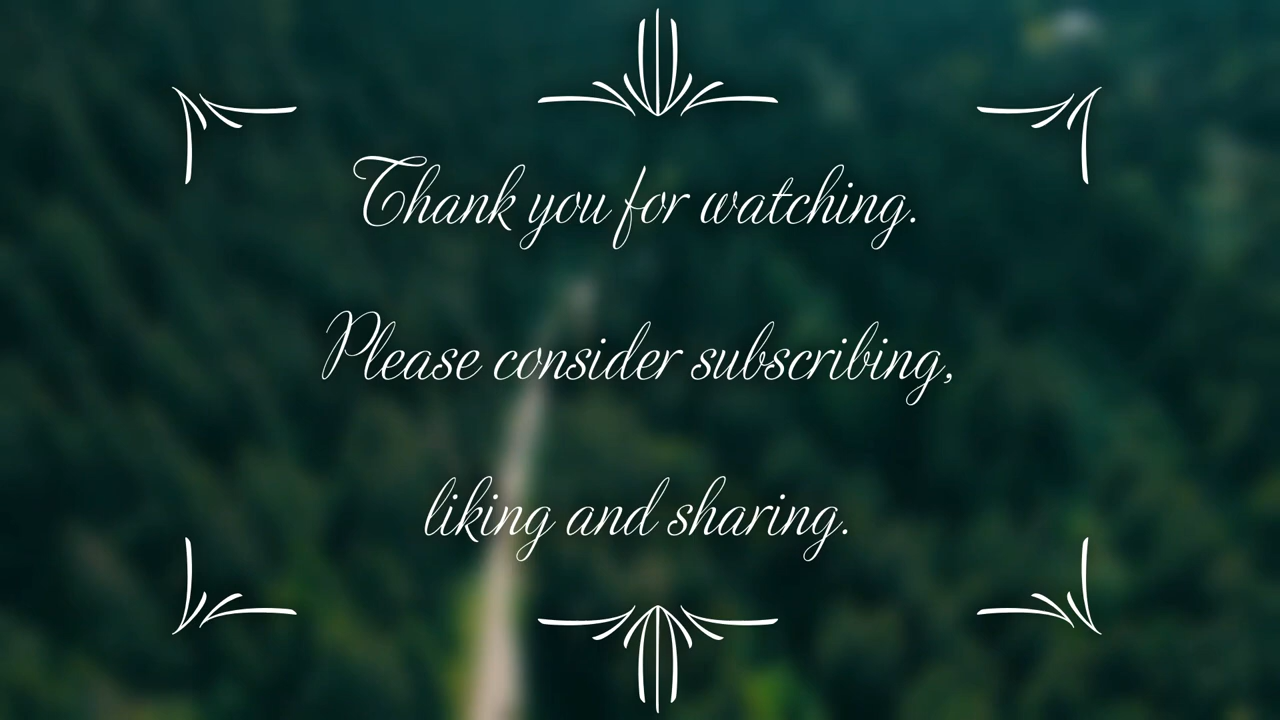 Thank you for watching.
Please consider subscribing,
liking and sharing.